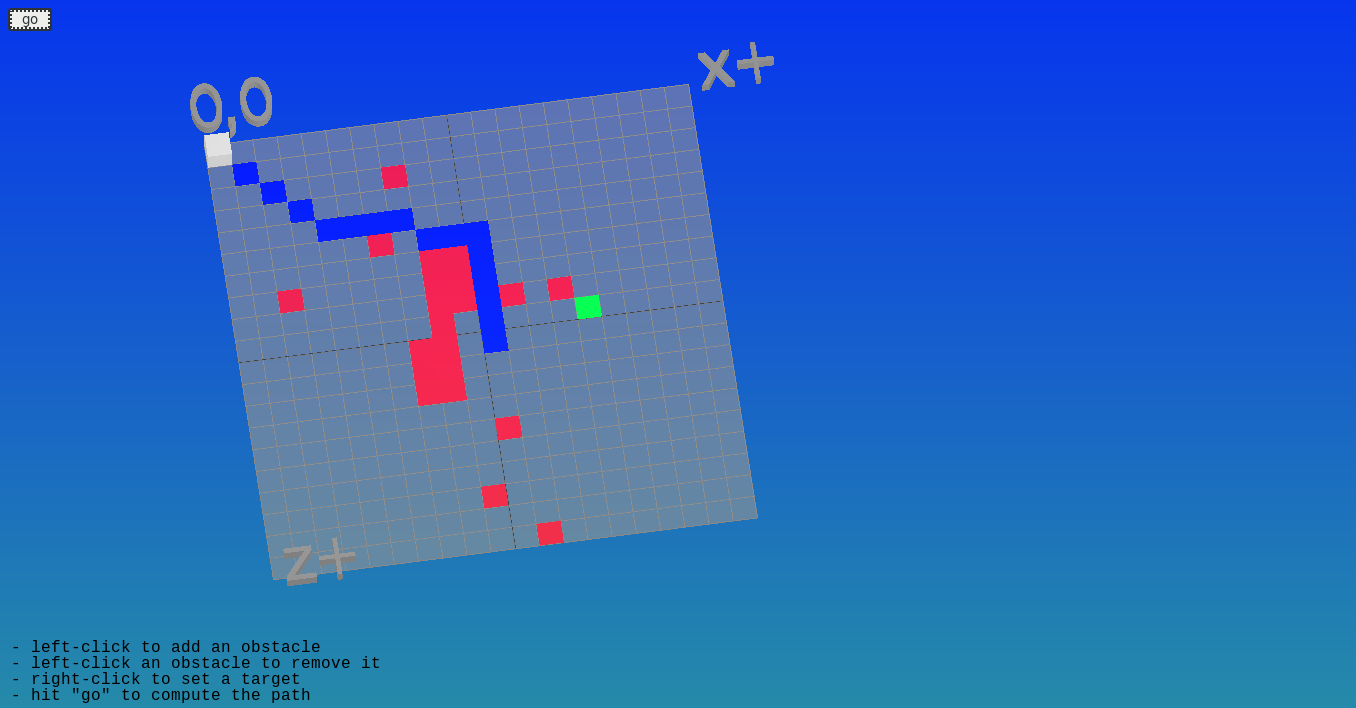 go
0,0
x+
z+
- left-click to add an obstacle
- left-click an obstacle to remove it
- right-click to set a target
- hit "go" to compute the path